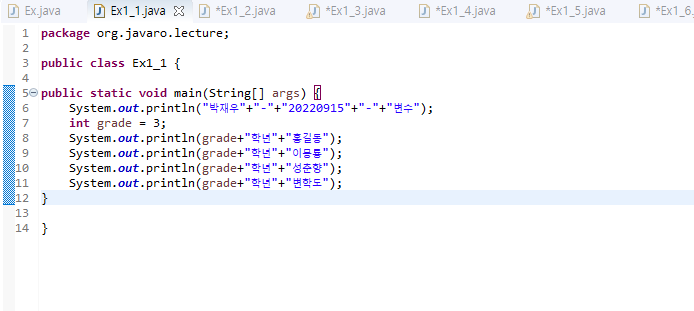 Ex.java Ex1_1.java *Ex1_2.java *Ex1_3.java *Ex1_4.java *Ex1_5.java *Ex1_6.
1 package org.javaro.lecture;
2
3 public class Ex1_1 {
4
5 public static void main(String[] args) {
6 System.out.println("박재우"+"-"+"20220915"+"-"+"변수");
7 int grade = 3;
8 System.out.println(grade+"학년"+"홍길동");
9 System.out.println(grade+"학년"+"이몽룡");
10 System.out.println(grade+"학년"+"성춘향");
11 System.out.println(grade+"학년"+"변학도");
12 }
13
14 }